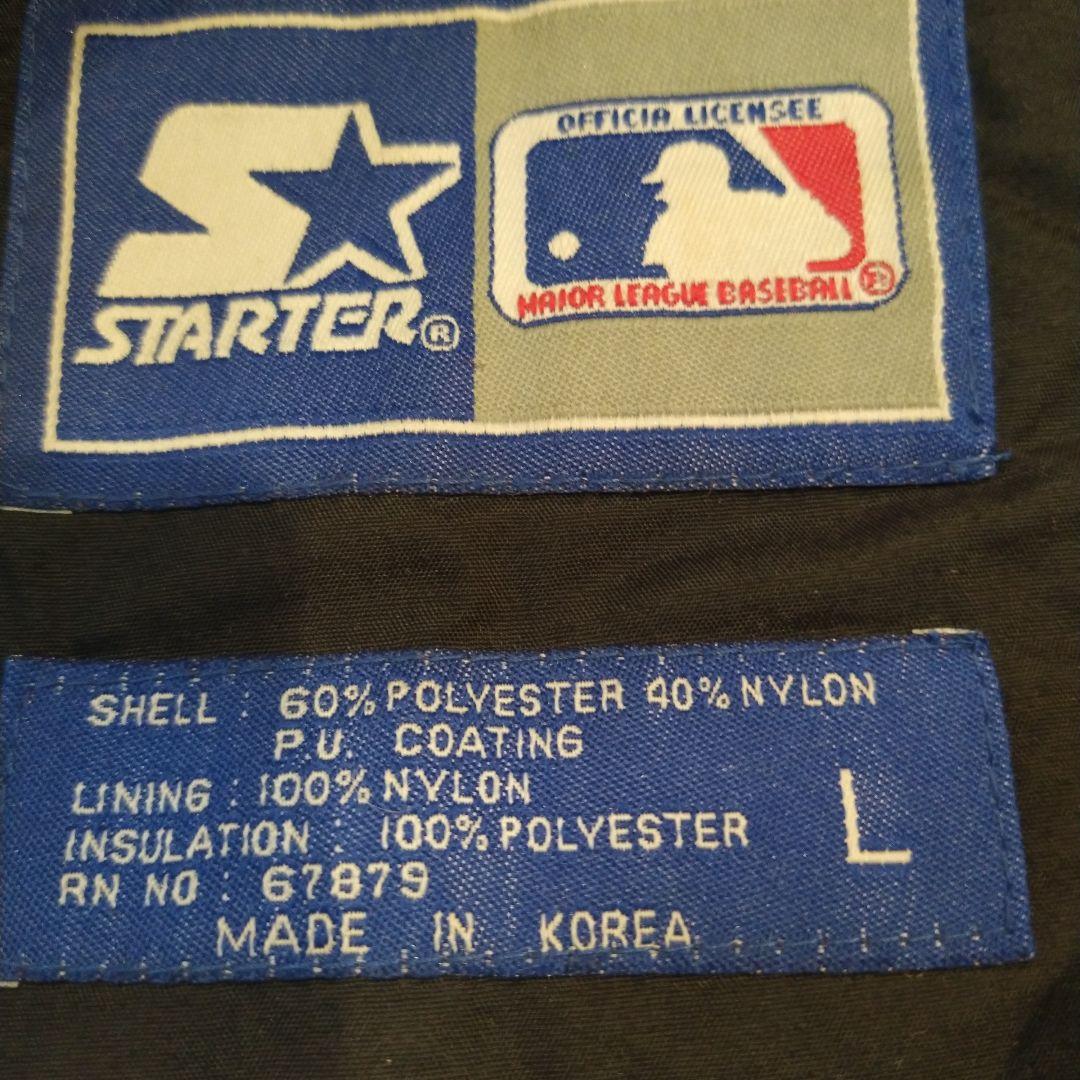 STARTER®
OFFICIA LICENSEE
MAJOR LEAGUE BASEBALL ®
SHELL : 60% POLYESTER 40% NYLON
P.U. COATING
LINING : 100% NYLON
INSULATION : 100% POLYESTER
RN NO : 67879
MADE IN KOREA
L